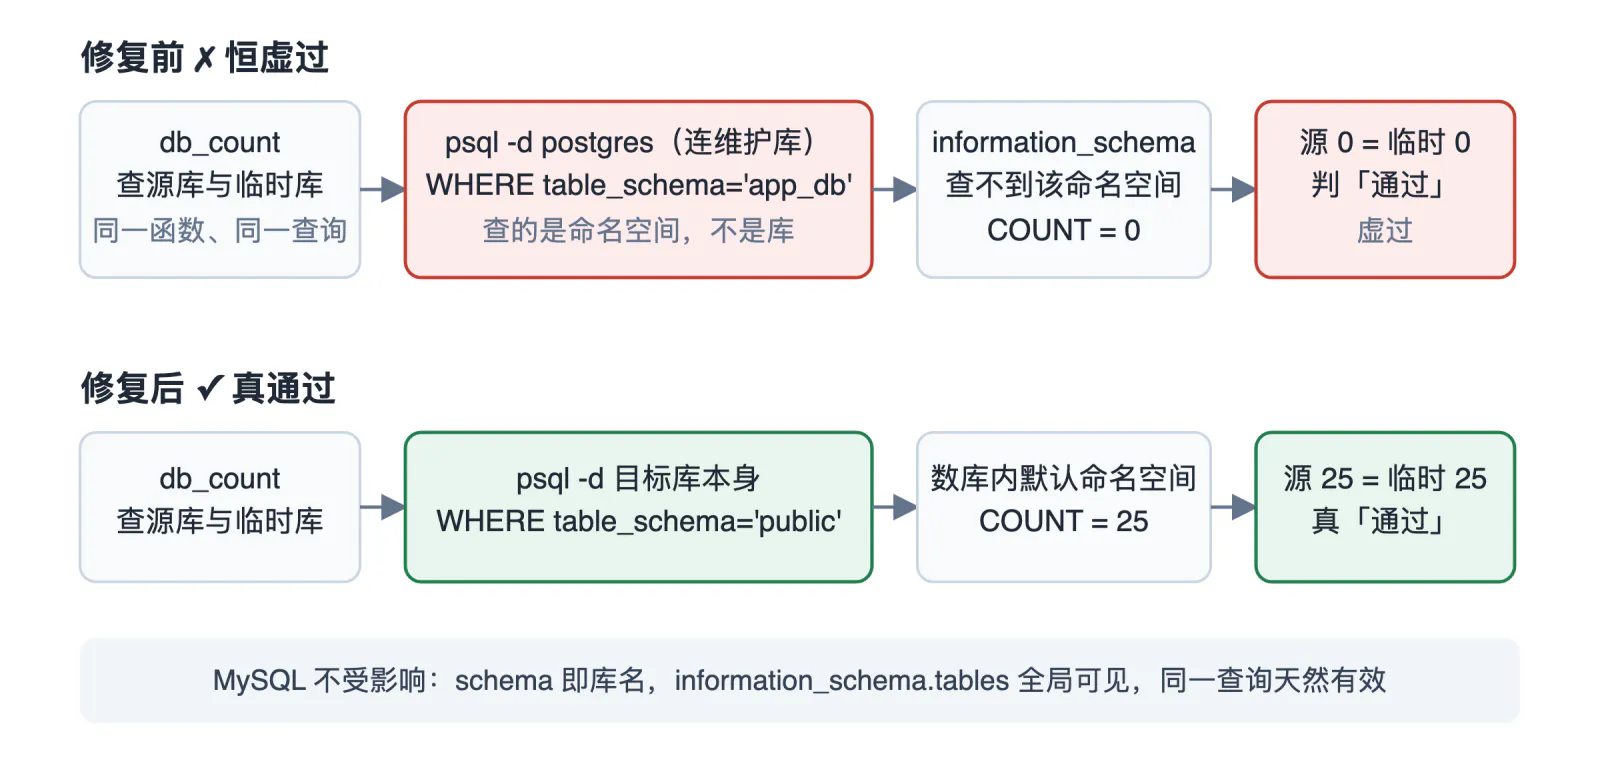 修复前 ✗ 恒虚过
db_count
查源库与临时库
同一函数、同一查询
psql -d postgres（连维护库）
WHERE table_schema='app_db'
查的是命名空间，不是库
information_schema
查不到该命名空间
COUNT = 0
源 0 = 临时 0
判「通过」
虚过
修复后 ✓ 真通过
db_count
查源库与临时库
psql -d 目标库本身
WHERE table_schema='public'
数库内默认命名空间
COUNT = 25
源 25 = 临时 25
真「通过」
MySQL 不受影响：schema 即库名，information_schema.tables 全局可见，同一查询天然有效